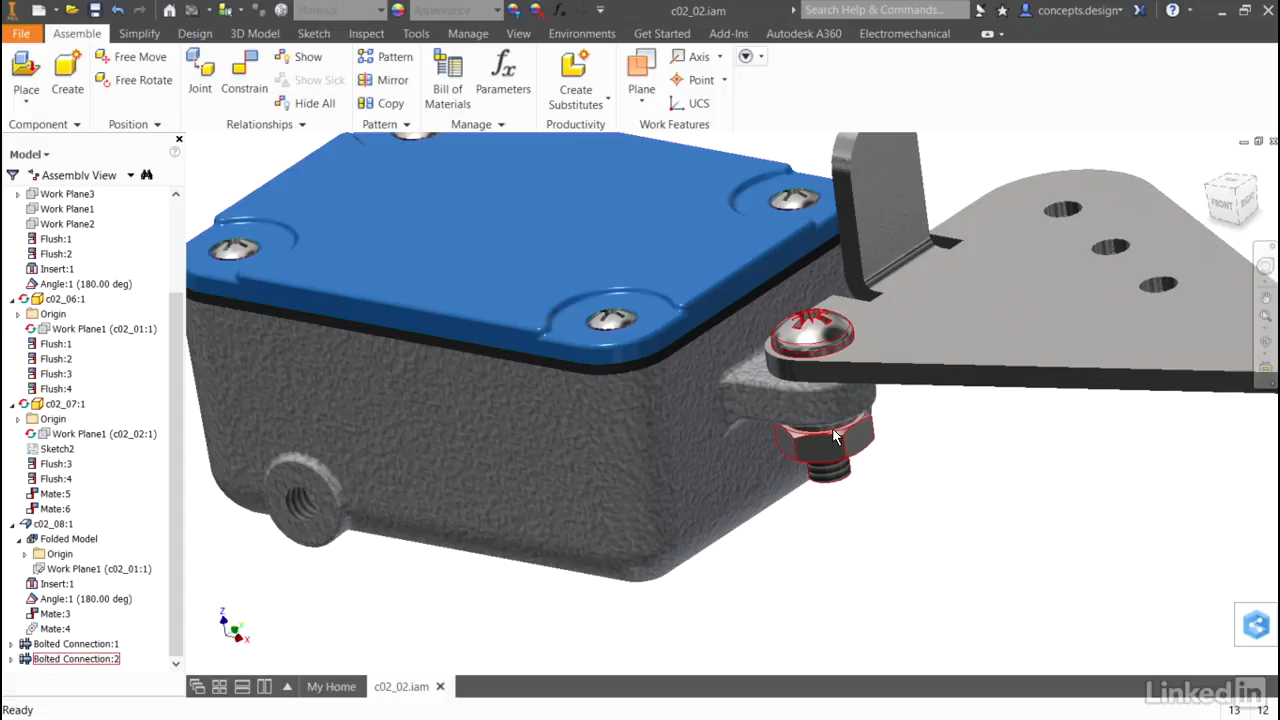 Material
Appearance
c02_02.iam
Search Help & Commands...
concepts.design
File
Assemble
Simplify
Design
3D Model
Sketch
Inspect
Tools
Manage
View
Environments
Get Started
Autodesk A360
Add-Ins
Electromechanical
Place
Create
Free Move
Free Rotate
Component
Position
Joint
Constrain
Show
Show Sick
Hide All
Relationships
Pattern
Mirror
Copy
Pattern
Bill of
Materials
Parameters
Manage
Create
Substitutes
Productivity
Plane
Axis
Point
UCS
Work Features
Model
Assembly View
Work Plane3
Work Plane1
Work Plane2
Flush:1
Flush:2
Insert:1
Angle:1 (180.00 deg)
c02_06:1
Origin
Work Plane1 (c02_01:1)
Flush:1
Flush:2
Flush:3
Flush:4
c02_07:1
Origin
Work Plane1 (c02_02:1)
Sketch2
Flush:3
Flush:4
Mate:5
Mate:6
c02_08:1
Folded Model
Origin
Work Plane1 (c02_01:1)
Insert:1
Angle:1 (180.00 deg)
Mate:3
Mate:4
Bolted Connection:1
Bolted Connection:2
FRONT
RIGHT
Z
Y
X
My Home
c02_02.iam
Ready
13 12
Linked in